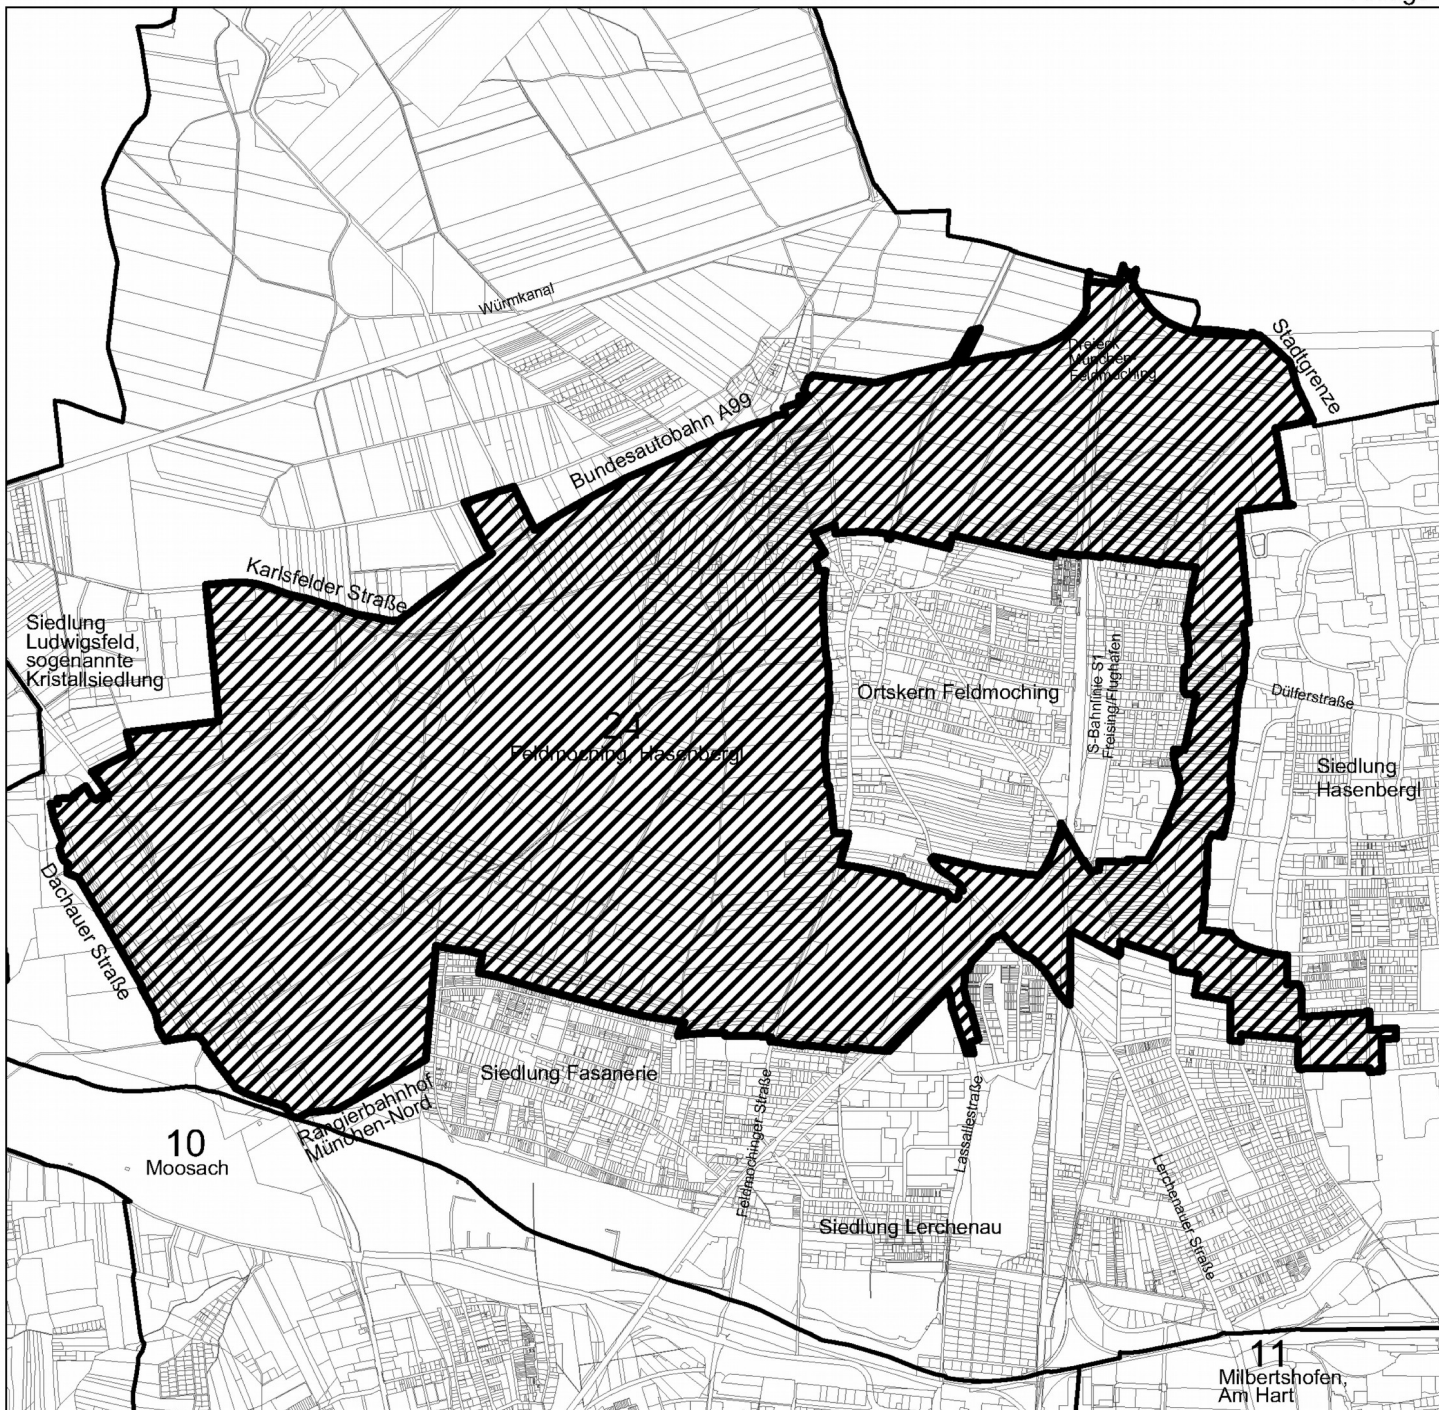 Würmkanal
Stadtgrenze
Dreieck
München-
Feldmoching
Bundesautobahn A99
Karlsfelder Straße
Siedlung
Ludwigsfeld,
sogenannte
Kristallsiedlung
Ortskern Feldmoching
S-Bahnlinie S1
Freising/Flughafen
Dülferstraße
24
Feldmoching, Hasenbergl
Siedlung
Hasenbergl
Dachauer Straße
Siedlung Fasanerie
Rangierbahnhof
München-Nord
Feldmochinger Straße
Lassallestraße
Lerchenauer Straße
10
Moosach
Siedlung Lerchenau
11
Milbertshofen,
Am Hart